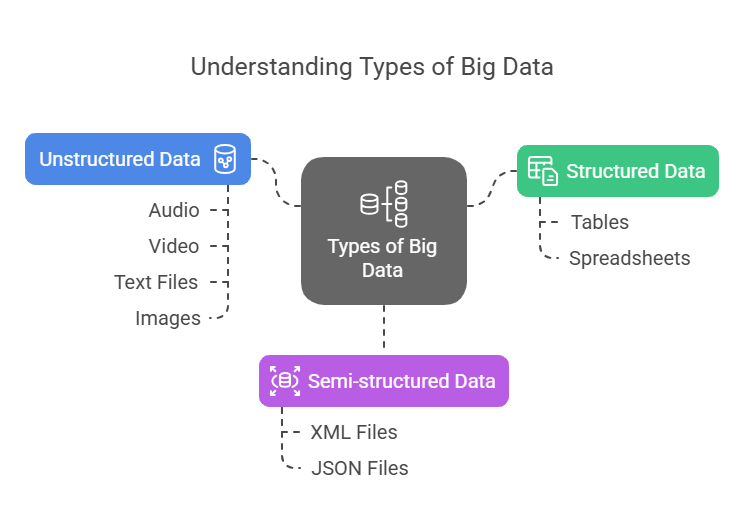 Understanding Types of Big Data
Unstructured Data
Audio
Video
Text Files
Images
Types of Big
Data
Structured Data
Tables
Spreadsheets
Semi-structured Data
XML Files
JSON Files